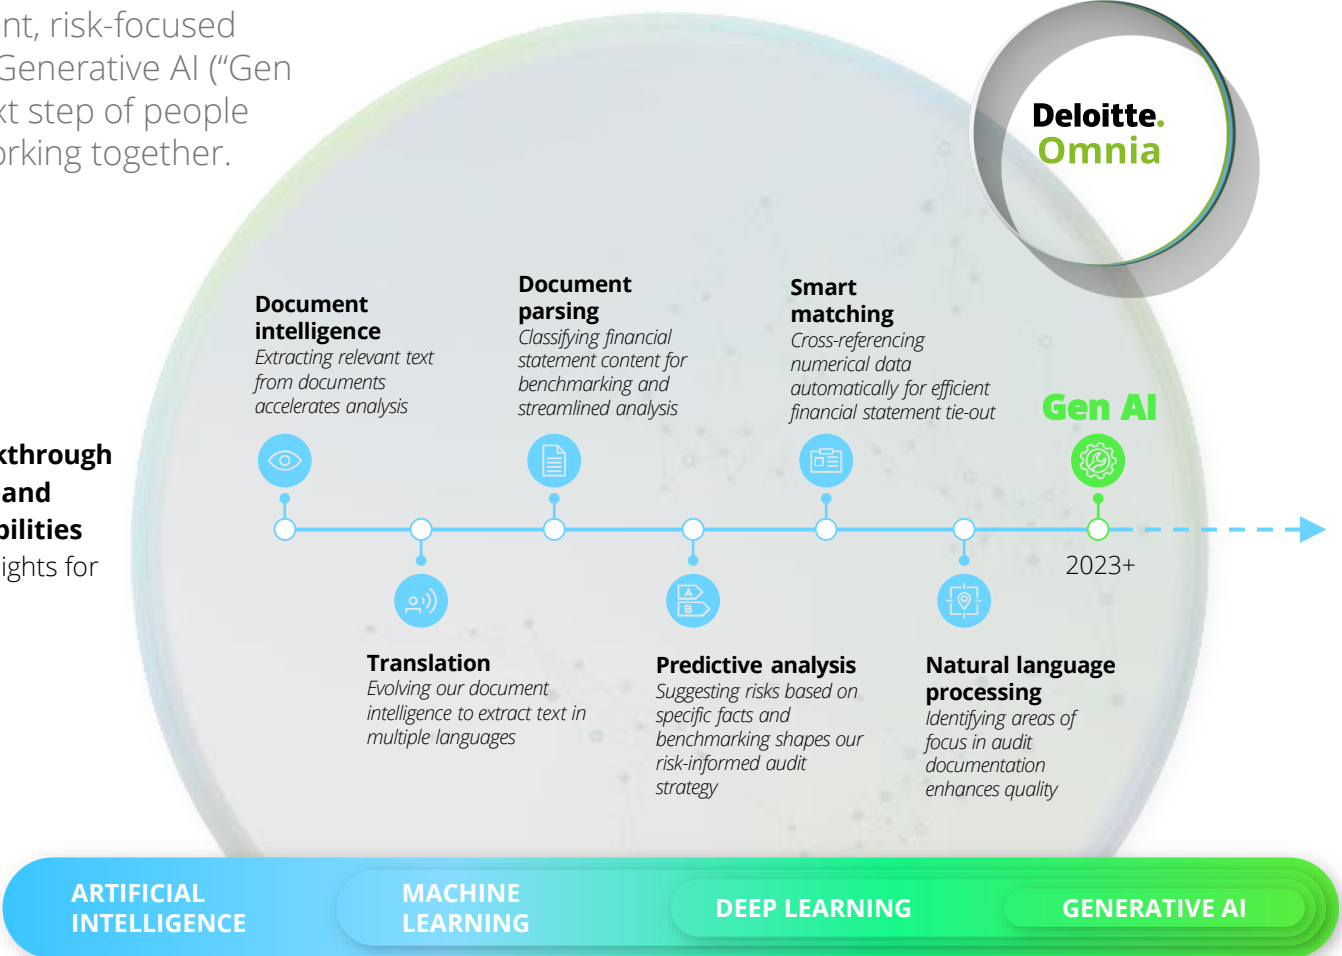 ent, risk-focused
Generative AI (“Gen
xt step of people
orking together.
Deloitte.
Omnia
Document
intelligence
Extracting relevant text
from documents
accelerates analysis
Document
parsing
Classifying financial
statement content for
benchmarking and
streamlined analysis
Smart
matching
Cross-referencing
numerical data
automatically for efficient
financial statement tie-out
Gen AI
kthrough
and
bilities
ights for
2023+
A
B
Translation
Evolving our document
intelligence to extract text in
multiple languages
Predictive analysis
Suggesting risks based on
specific facts and
benchmarking shapes our
risk-informed audit
strategy
Natural language
processing
Identifying areas of
focus in audit
documentation
enhances quality
ARTIFICIAL
INTELLIGENCE
MACHINE
LEARNING
DEEP LEARNING
GENERATIVE AI